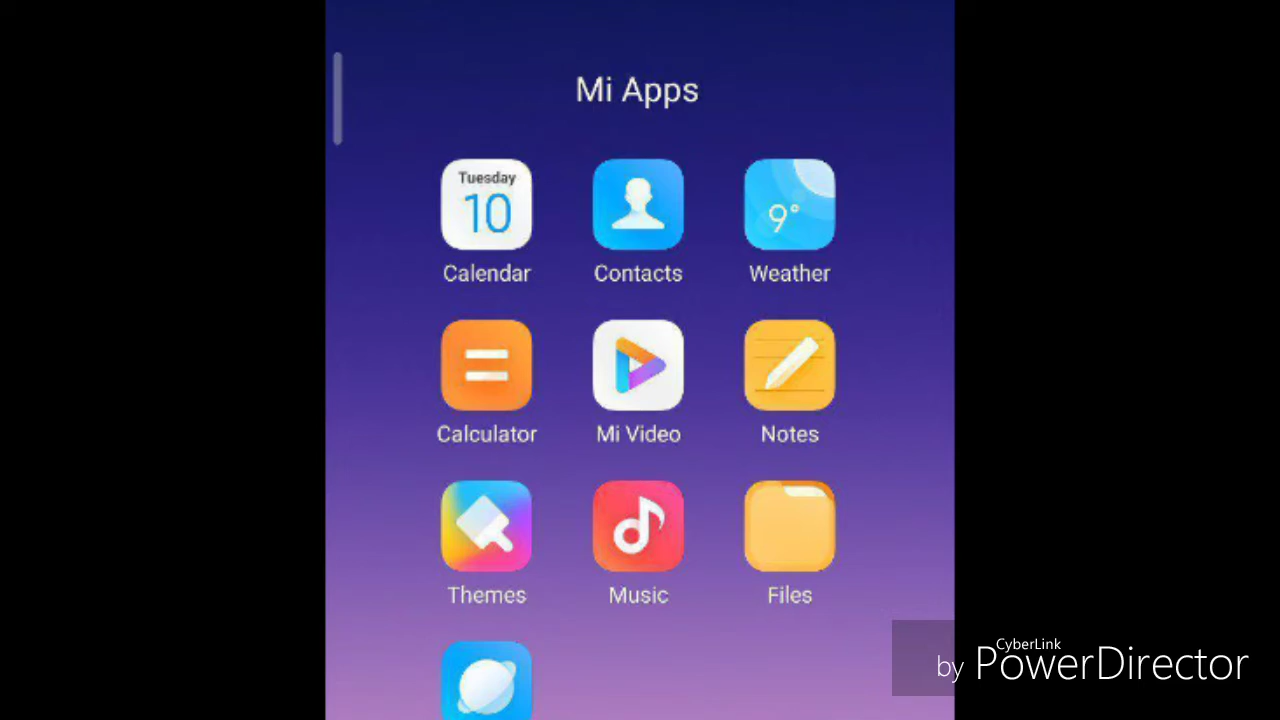 Mi Apps
Tuesday
10
9°
Calendar Contacts Weather
Calculator Mi Video Notes
Themes Music Files
CyberLink
by PowerDirector